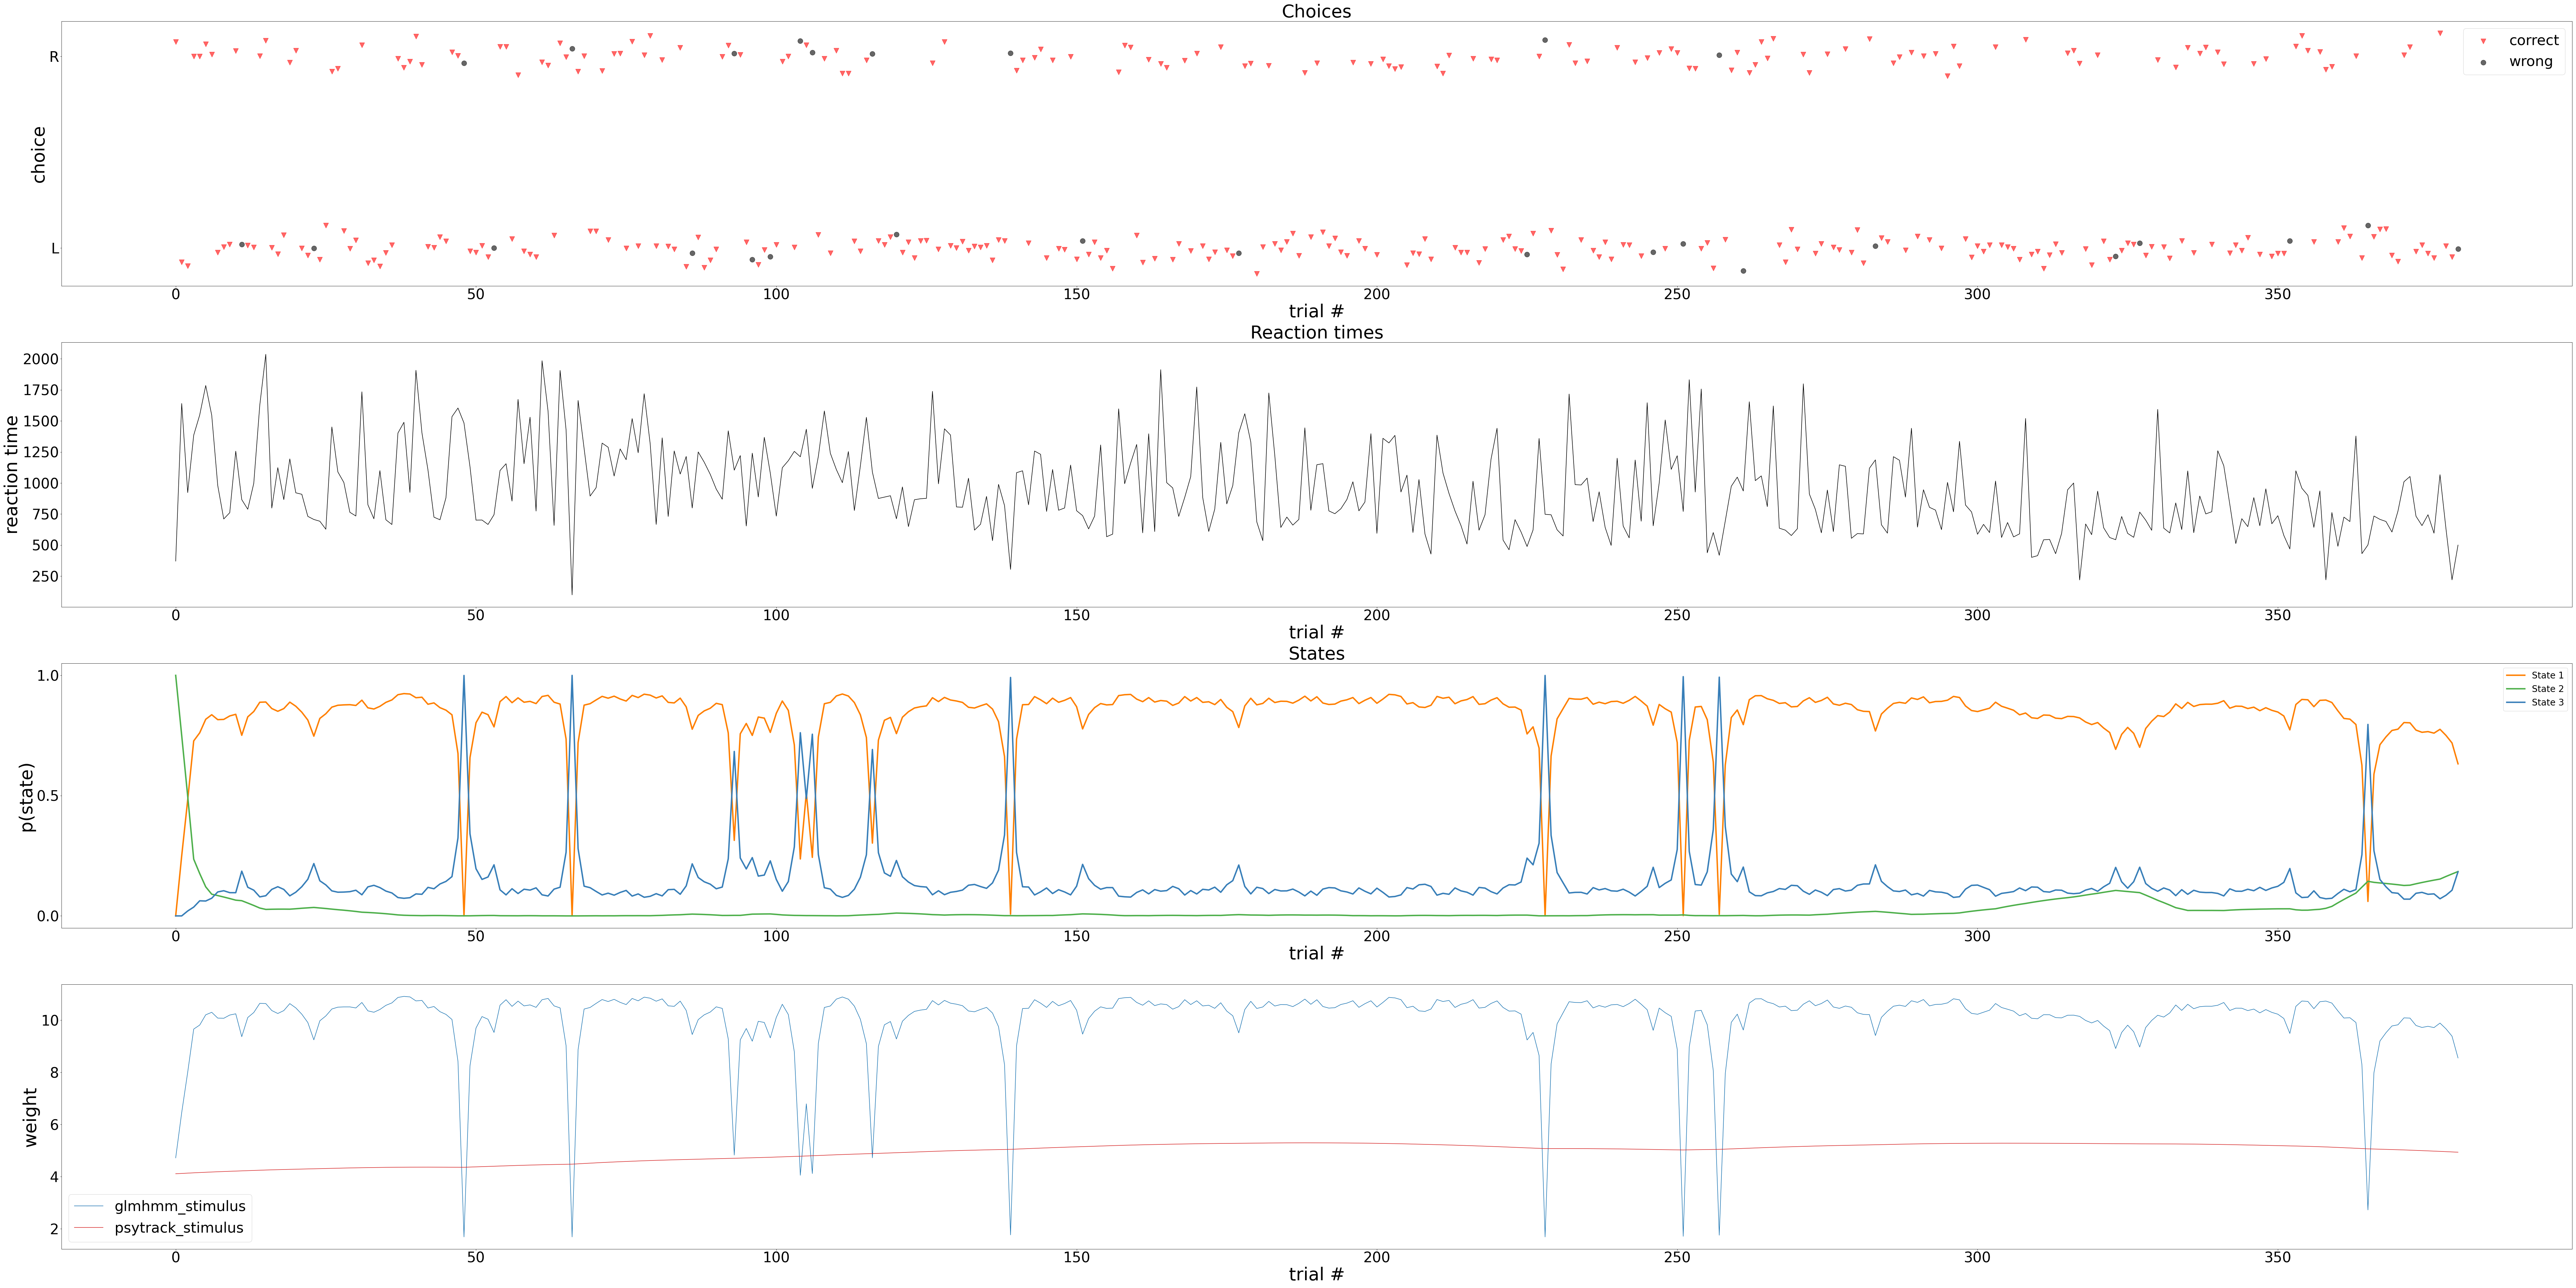 Choices
R
choice
L
correct
wrong
0 50 100 150 200 250 300 350
trial #
Reaction times
2000
1750
1500
1250
1000
750
500
250
reaction time
0 50 100 150 200 250 300 350
trial #
States
1.0
0.5
0.0
p(state)
State 1
State 2
State 3
0 50 100 150 200 250 300 350
trial #
10
8
6
4
2
weight
glmhmm_stimulus
psytrack_stimulus
0 50 100 150 200 250 300 350
trial #